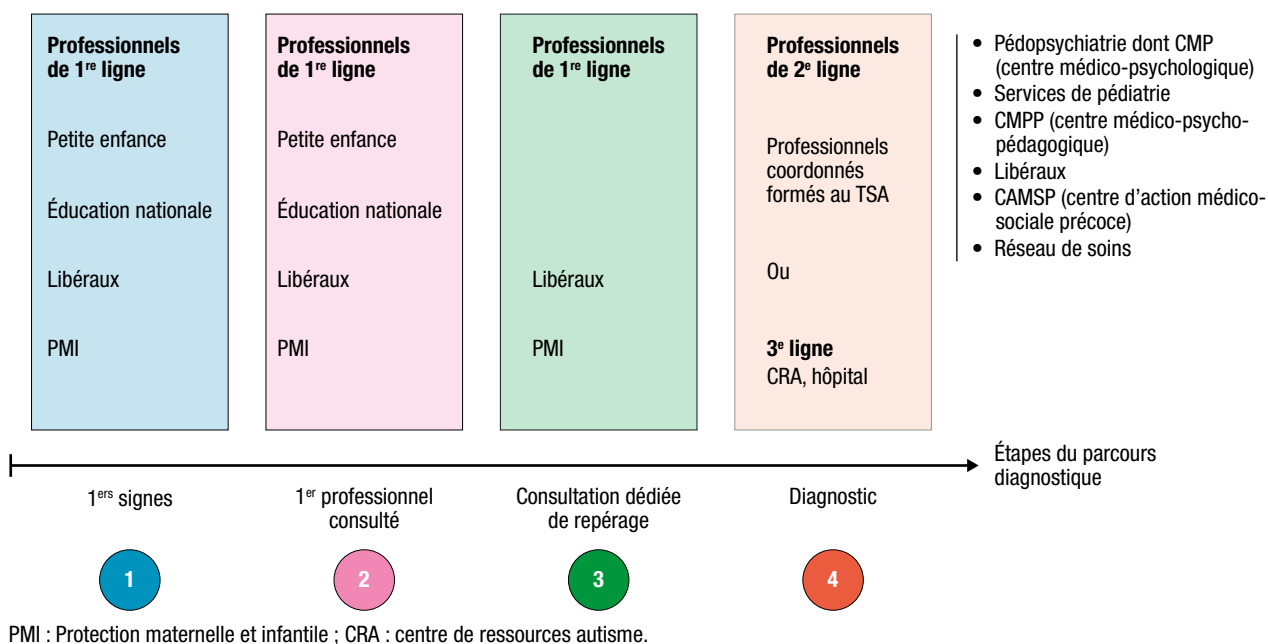 Professionnels
de 1re ligne
Petite enfance
Éducation nationale
Libéraux
PMI
Professionnels
de 1re ligne
Petite enfance
Éducation nationale
Libéraux
PMI
Professionnels
de 1re ligne
Libéraux
PMI
Professionnels
de 2e ligne
Professionnels
coordonnés
formés au TSA
Ou
3e ligne
CRA, hôpital
• Pédopsychiatrie dont CMP
(centre médico-psychologique)
• Services de pédiatrie
• CMPP (centre médico-psycho-
pédagogique)
• Libéraux
• CAMSP (centre d'action médico-
sociale précoce)
• Réseau de soins
Étapes du parcours
diagnostique
1ers signes
1er professionnel
consulté
Consultation dédiée
de repérage
Diagnostic
1
2
3
4
PMI : Protection maternelle et infantile ; CRA : centre de ressources autisme.